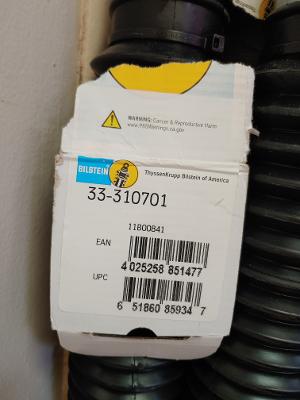 WARNING: Cancer & Reproductive Harm
www.P65Warnings.ca.gov
BILSTEIN
ThyssenKrupp Bilstein of America
33-310701
11B00841
EAN
4 025258 851477
UPC
6 51860 85934 7